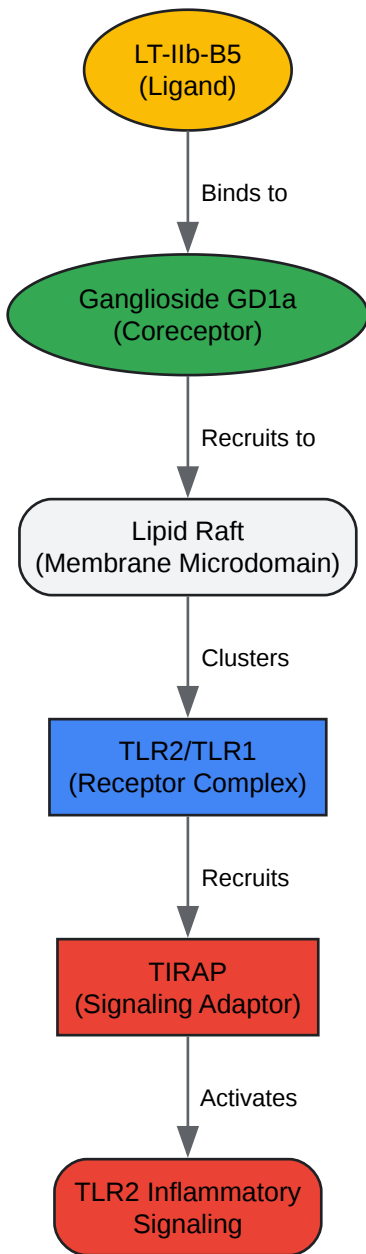 LT-IIb-B5
(Ligand)
Binds to
Ganglioside GD1a
(Coreceptor)
Recruits to
Lipid Raft
(Membrane Microdomain)
Clusters
TLR2/TLR1
(Receptor Complex)
Recruits
TIRAP
(Signaling Adaptor)
Activates
TLR2 Inflammatory
Signaling